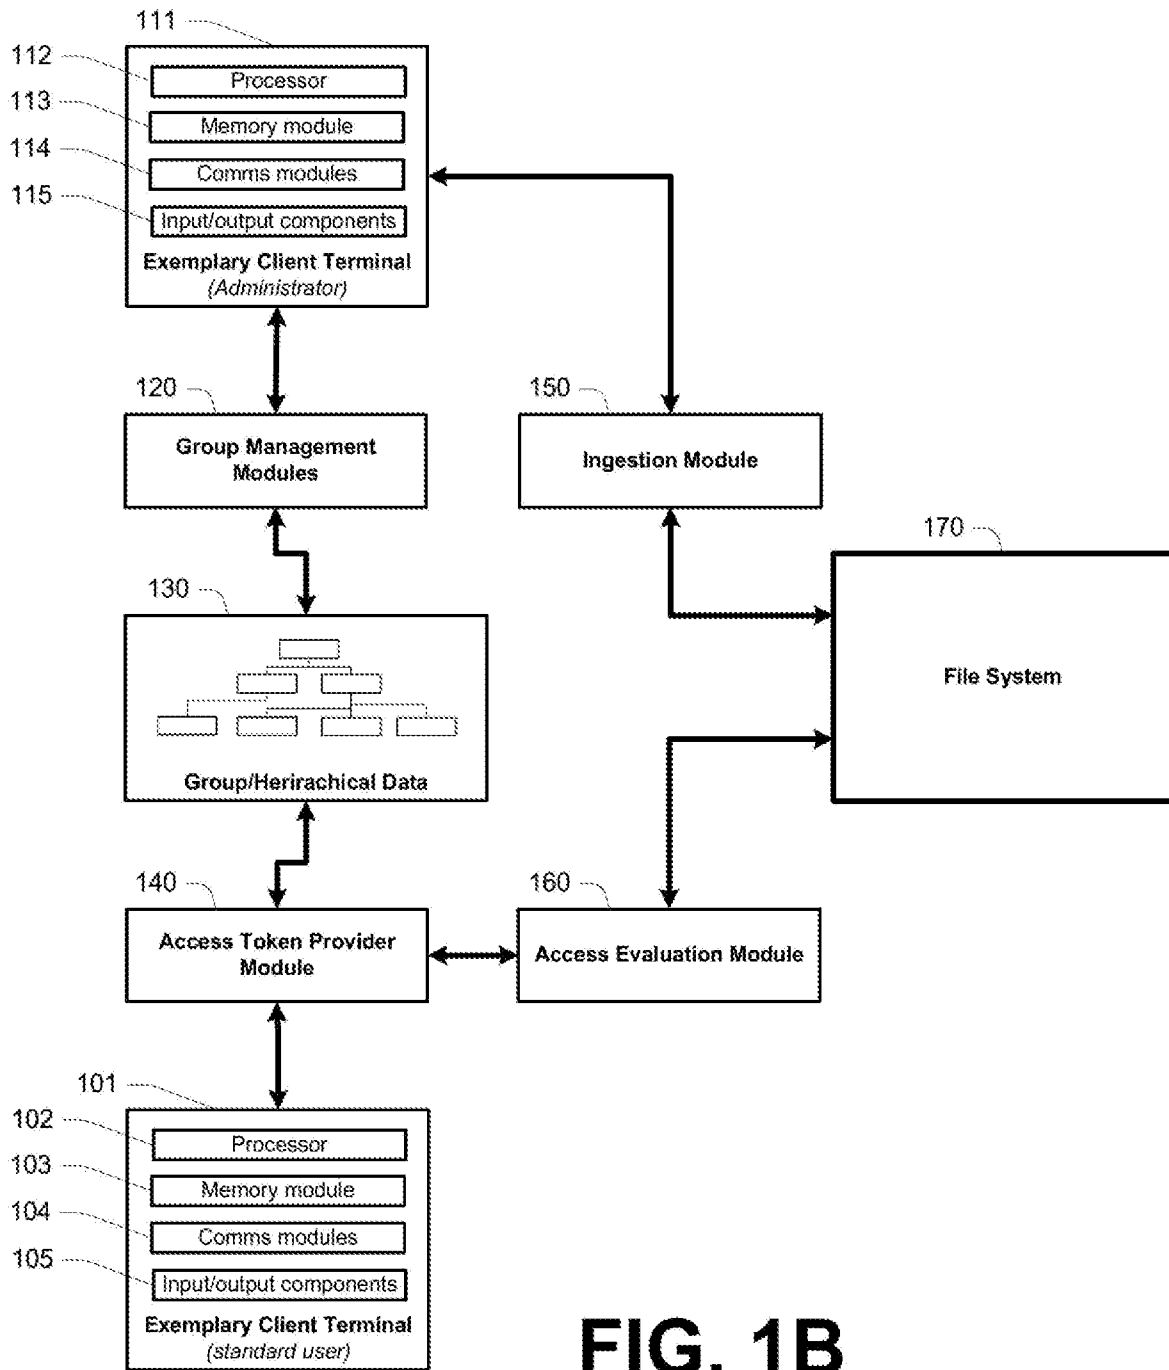 111
112
Processor
113
Memory module
114
Comms modules
115
Input/output components
Exemplary Client Terminal
(Administrator)
120
Group Management
Modules
150
Ingestion Module
170
File System
130
Group/Herirachical Data
140
Access Token Provider
Module
160
Access Evaluation Module
101
102
Processor
103
Memory module
104
Comms modules
105
Input/output components
Exemplary Client Terminal
(standard user)
FIG. 1B